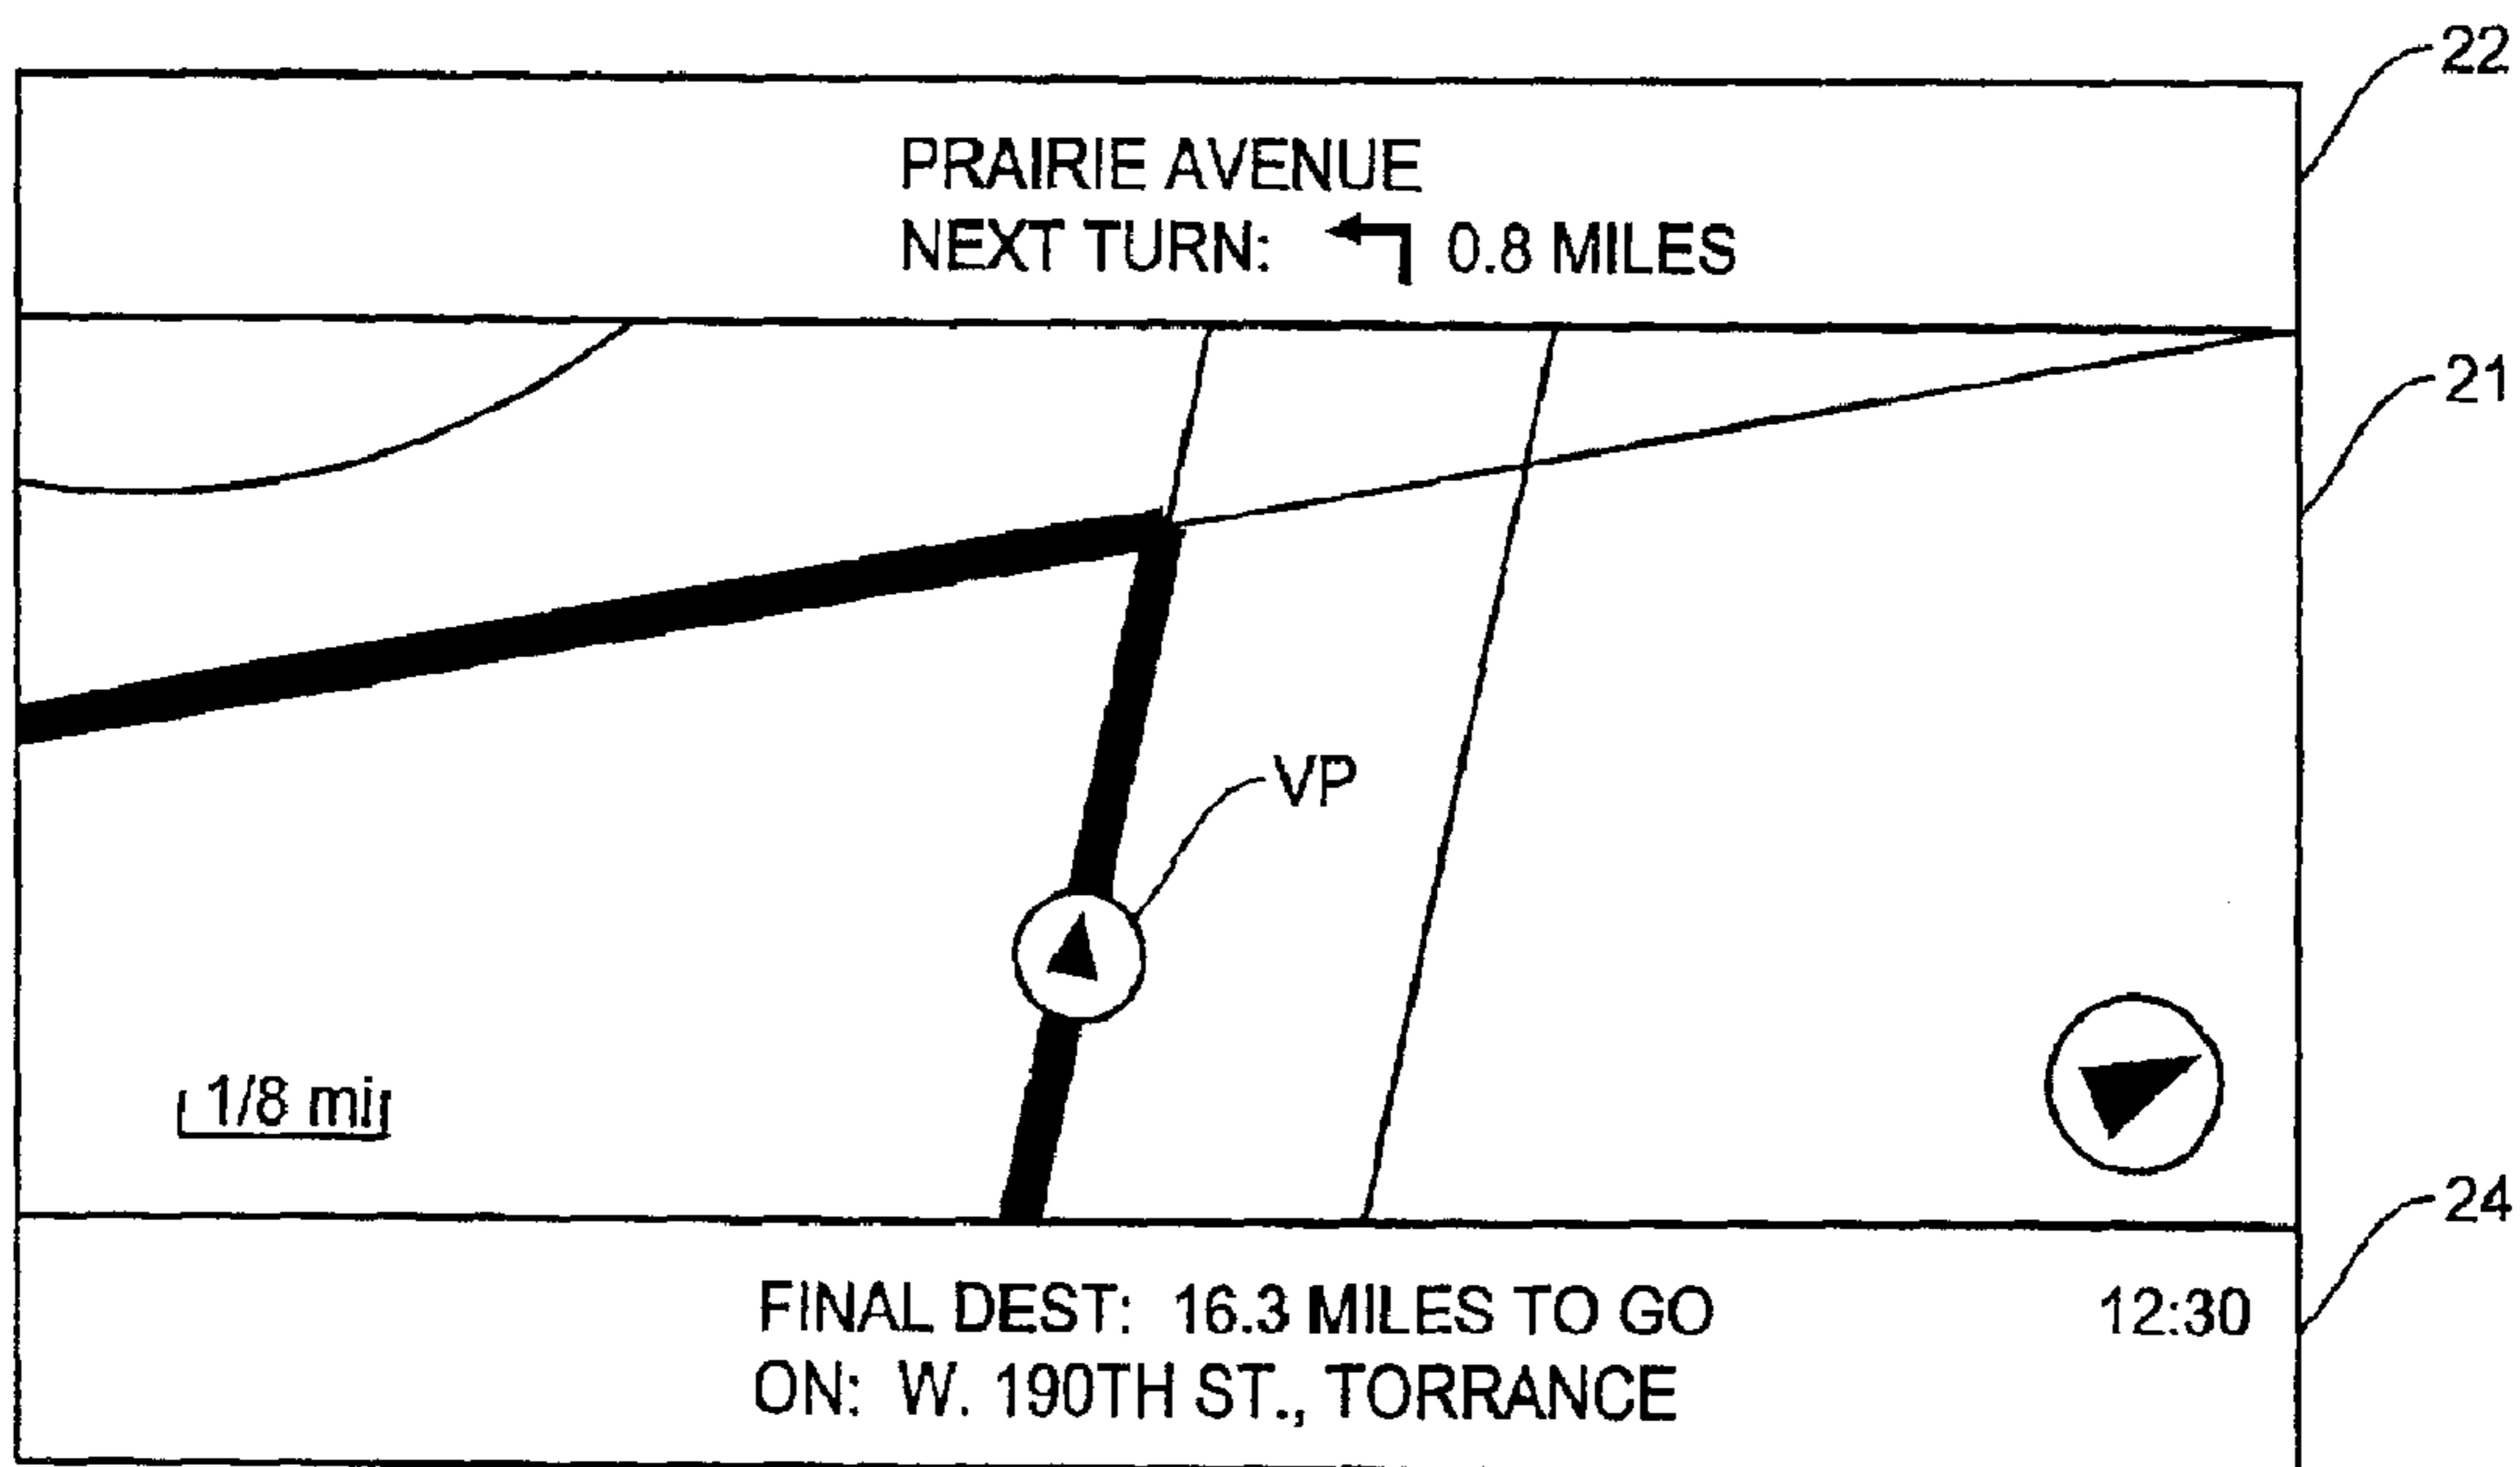 22
PRAIRIE AVENUE
NEXT TURN: 0.8 MILES
21
VP
1/8 mi
24
FINAL DEST: 16.3 MILES TO GO 12:30
ON: W. 190TH ST., TORRANCE